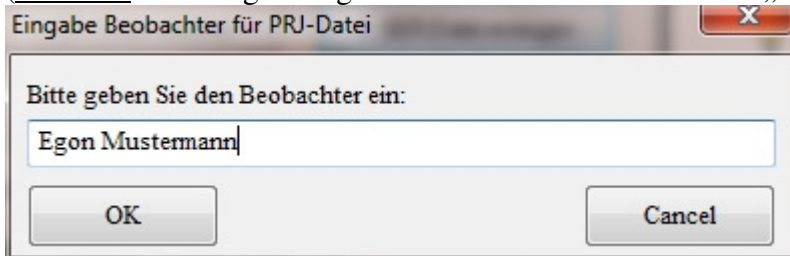 Eingabe Beobachter für PRJ-Datei
Bitte geben Sie den Beobachter ein:
Egon Mustermann
OK
Cancel